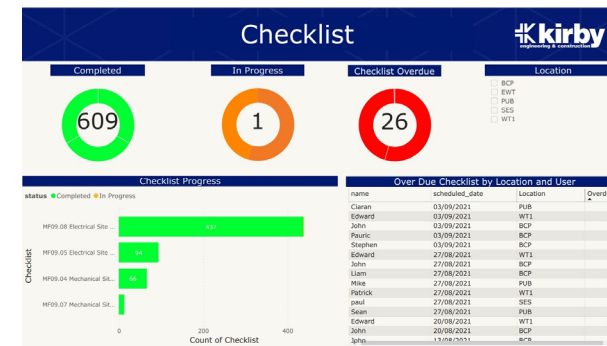 Checklist
kirby
engineering & construction
Completed
In Progress
Checklist Overdue
Location
609
1
26
BCP
EWT
PUB
SES
WT1
Checklist Progress
status Completed In Progress
Checklist
MF09.08 Electrical Site ...
437
MF09.05 Electrical Site ...
94
MF09.04 Mechanical Sit...
66
MF09.07 Mechanical Sit...
0 200 400
Count of Checklist
Over Due Checklist by Location and User
name scheduled_date Location Overd
Ciaran 03/09/2021 PUB
Edward 03/09/2021 WT1
John 03/09/2021 BCP
Pauric 03/09/2021 BCP
Stephen 03/09/2021 BCP
Edward 27/08/2021 WT1
John 27/08/2021 BCP
Liam 27/08/2021 BCP
Mike 27/08/2021 PUB
Patrick 27/08/2021 WT1
paul 27/08/2021 SES
Sean 27/08/2021 PUB
Edward 20/08/2021 WT1
John 20/08/2021 BCP
John 13/08/2021 BCP